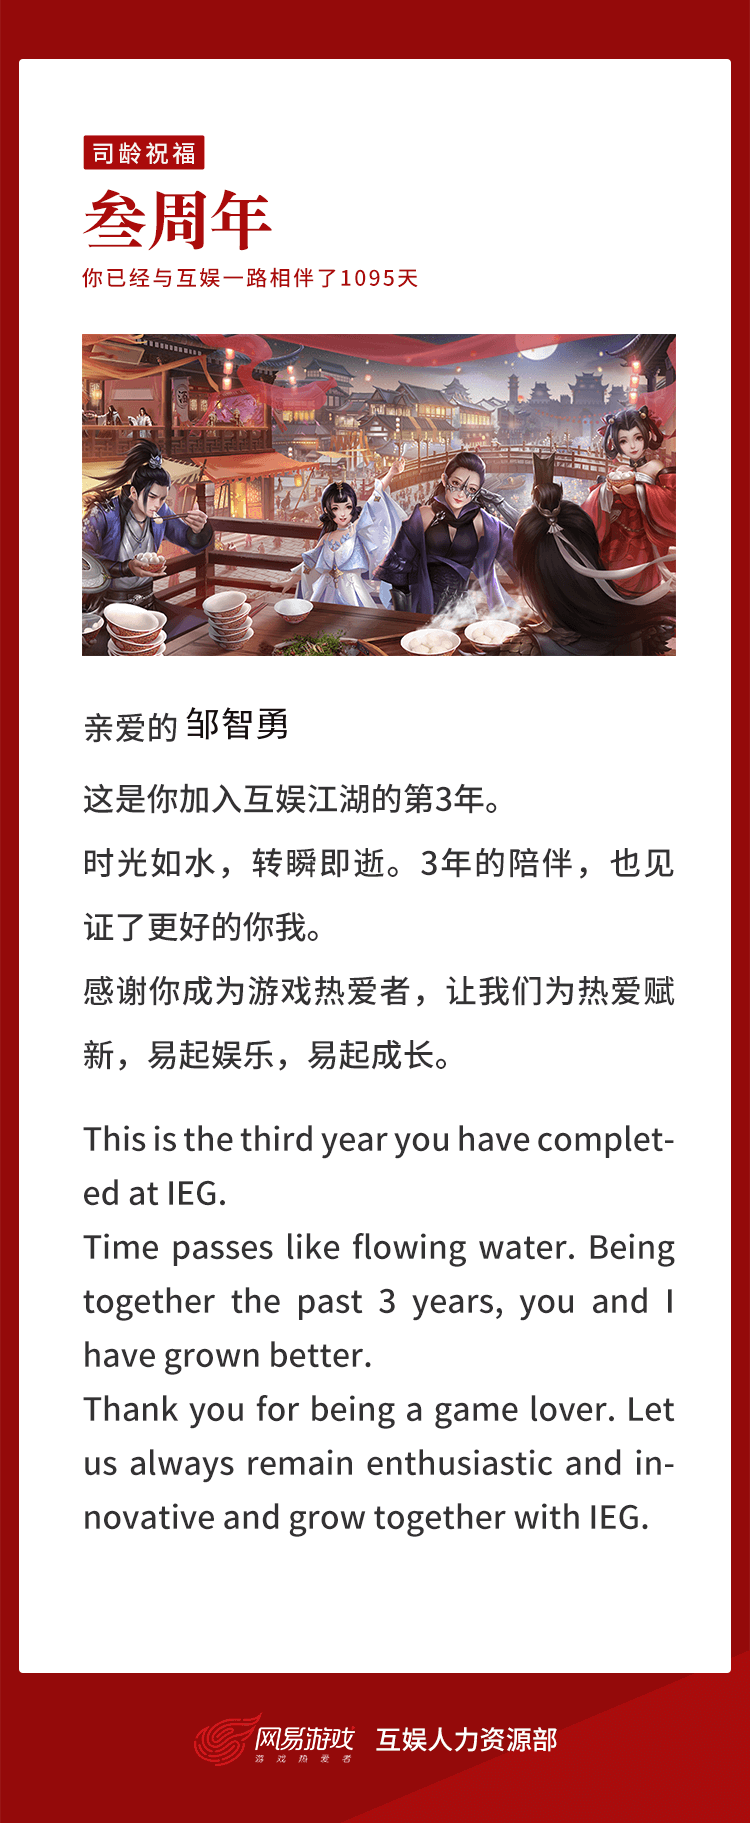 司龄祝福
叁周年
你已经与互娱一路相伴了1095天
酒
亲爱的 邹智勇
这是你加入互娱江湖的第3年。
时光如水，转瞬即逝。3年的陪伴，也见
证了更好的你我。
感谢你成为游戏热爱者，让我们为热爱赋
新，易起娱乐，易起成长。
This is the third year you have complet-
ed at IEG.
Time passes like flowing water. Being
together the past 3 years, you and I
have grown better.
Thank you for being a game lover. Let
us always remain enthusiastic and in-
novative and grow together with IEG.
网易游戏
游戏热爱者
互娱人力资源部